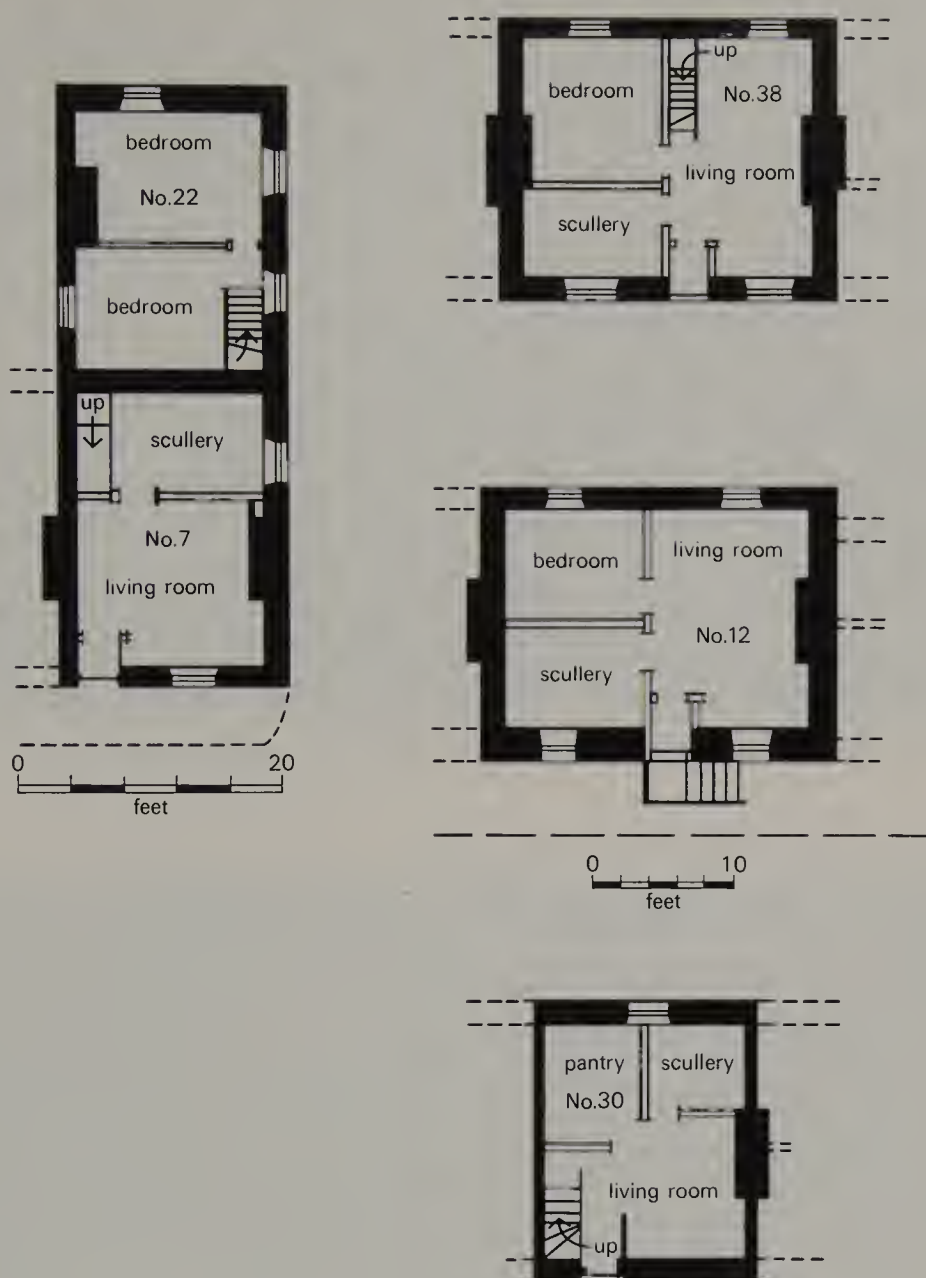 bedroom
No.22
bedroom
up
scullery
No.7
living room
0 20
feet
up
bedroom
No.38
living room
scullery
bedroom
living room
No.12
scullery
0 10
feet
pantry
scullery
No.30
living room
up